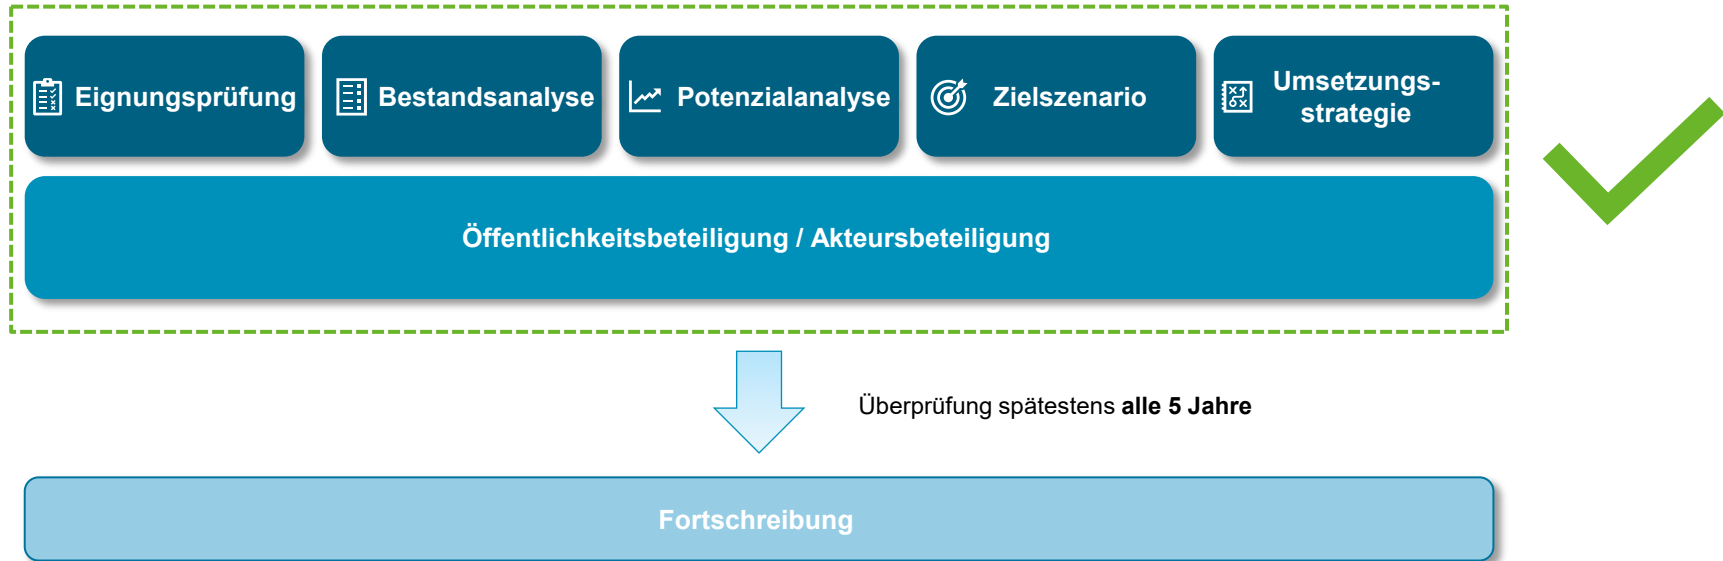 Eignungsprüfung
Bestandsanalyse
Potenzialanalyse
Zielszenario
Umsetzungs-
strategie
Öffentlichkeitsbeteiligung / Akteursbeteiligung
Überprüfung spätestens alle 5 Jahre
Fortschreibung